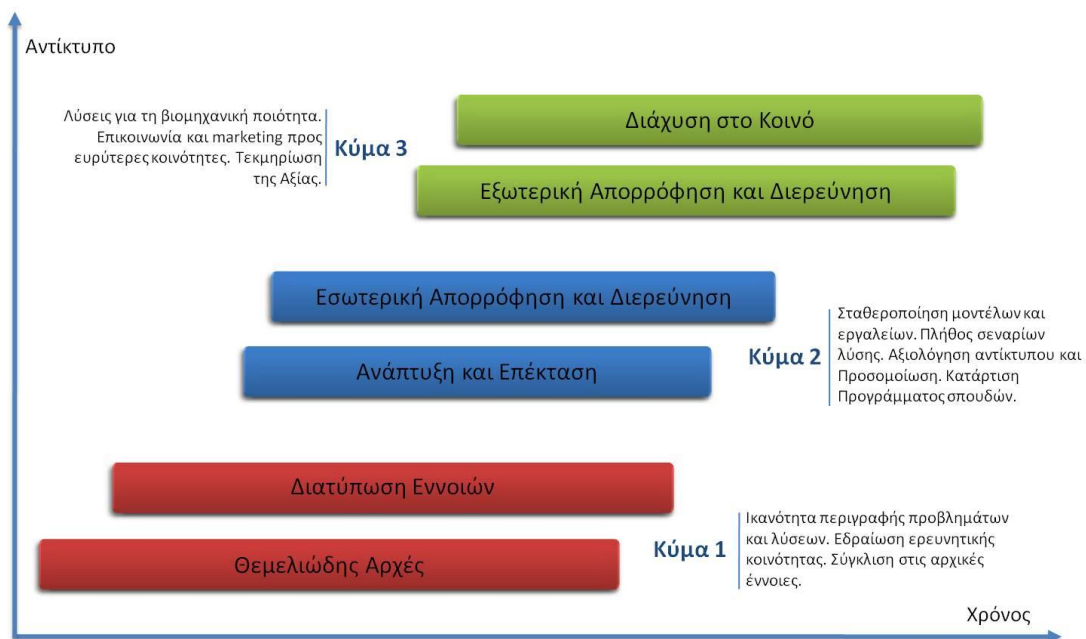 Αντίκτυπο
Διάχυση στο Κοινό
Λύσεις για τη βιομηχανική ποιότητα.
Επικοινωνία και marketing προς
ευρύτερες κοινότητες. Τεκμηρίωση
της Αξίας.
Κύμα 3
Εξωτερική Απορρόφηση και Διερεύνηση
Εσωτερική Απορρόφηση και Διερεύνηση
Ανάπτυξη και Επέκταση
Κύμα 2
Σταθεροποίηση μοντέλων και
εργαλείων. Πλήθος σεναρίων
λύσης. Αξιολόγηση αντίκτυπου και
Προσομοίωση. Κατάρτιση
Προγράμματος σπουδών.
Διατύπωση Εννοιών
Θεμελιώδης Αρχές
Κύμα 1
Ικανότητα περιγραφής προβλημάτων
και λύσεων. Εδραίωση ερευνητικής
κοινότητας. Σύγκλιση στις αρχικές
έννοιες.
Χρόνος